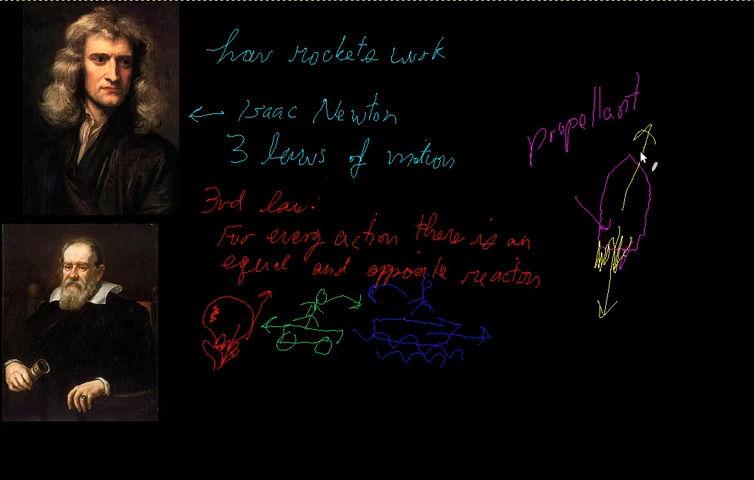 how rockets work
← Isaac Newton
3 laws of motion
3rd law:
For every action there is an
equal and opposite reaction
propellant